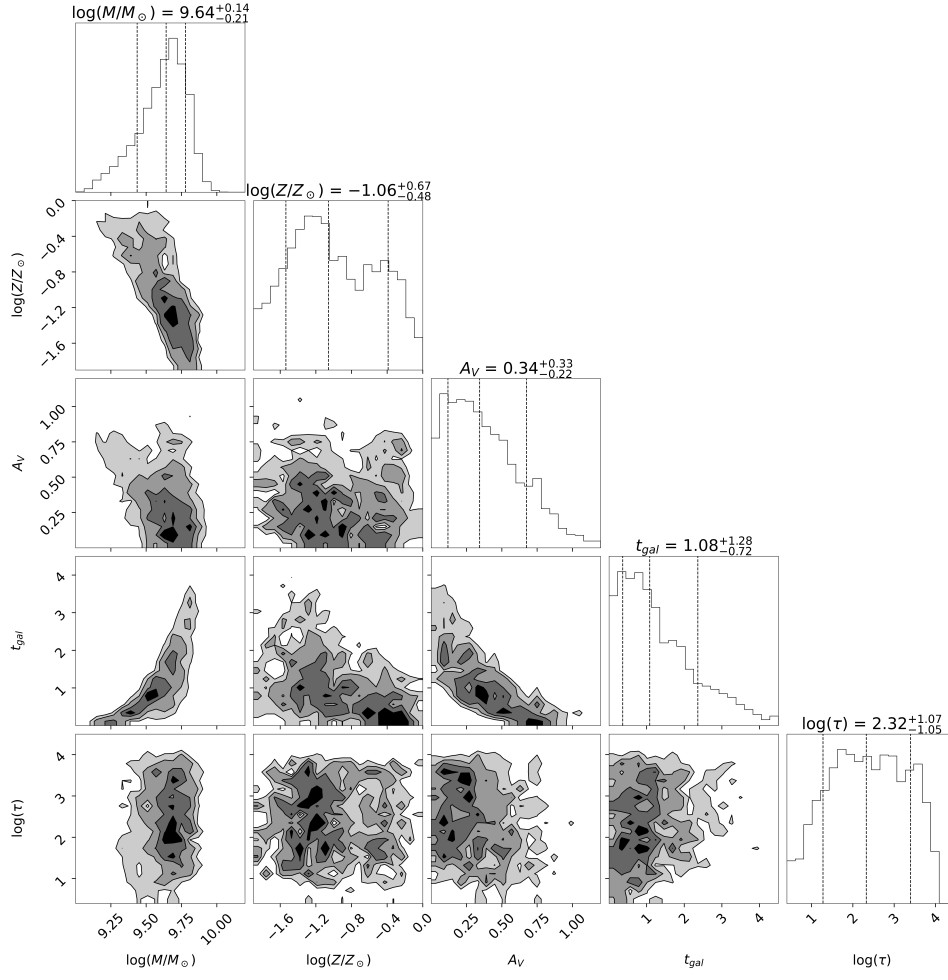 log(M/M⊙) = 9.64+0.14−0.21
log(Z/Z⊙) = −1.06+0.67−0.48
0.0
−0.4
−0.8
−1.2
−1.6
log(Z/Z⊙)
A_V = 0.34+0.33−0.22
1.00
0.75
0.50
0.25
A_V
t_gal = 1.08+1.28−0.72
4
3
2
1
t_gal
log(τ) = 2.32+1.07−1.05
4
3
2
1
log(τ)
9.25 9.50 9.75 10.00
−1.6 −1.2 −0.8 −0.4 0.0
0.25 0.50 0.75 1.00
1 2 3 4
1 2 3 4
log(M/M⊙) log(Z/Z⊙) A_V t_gal log(τ)